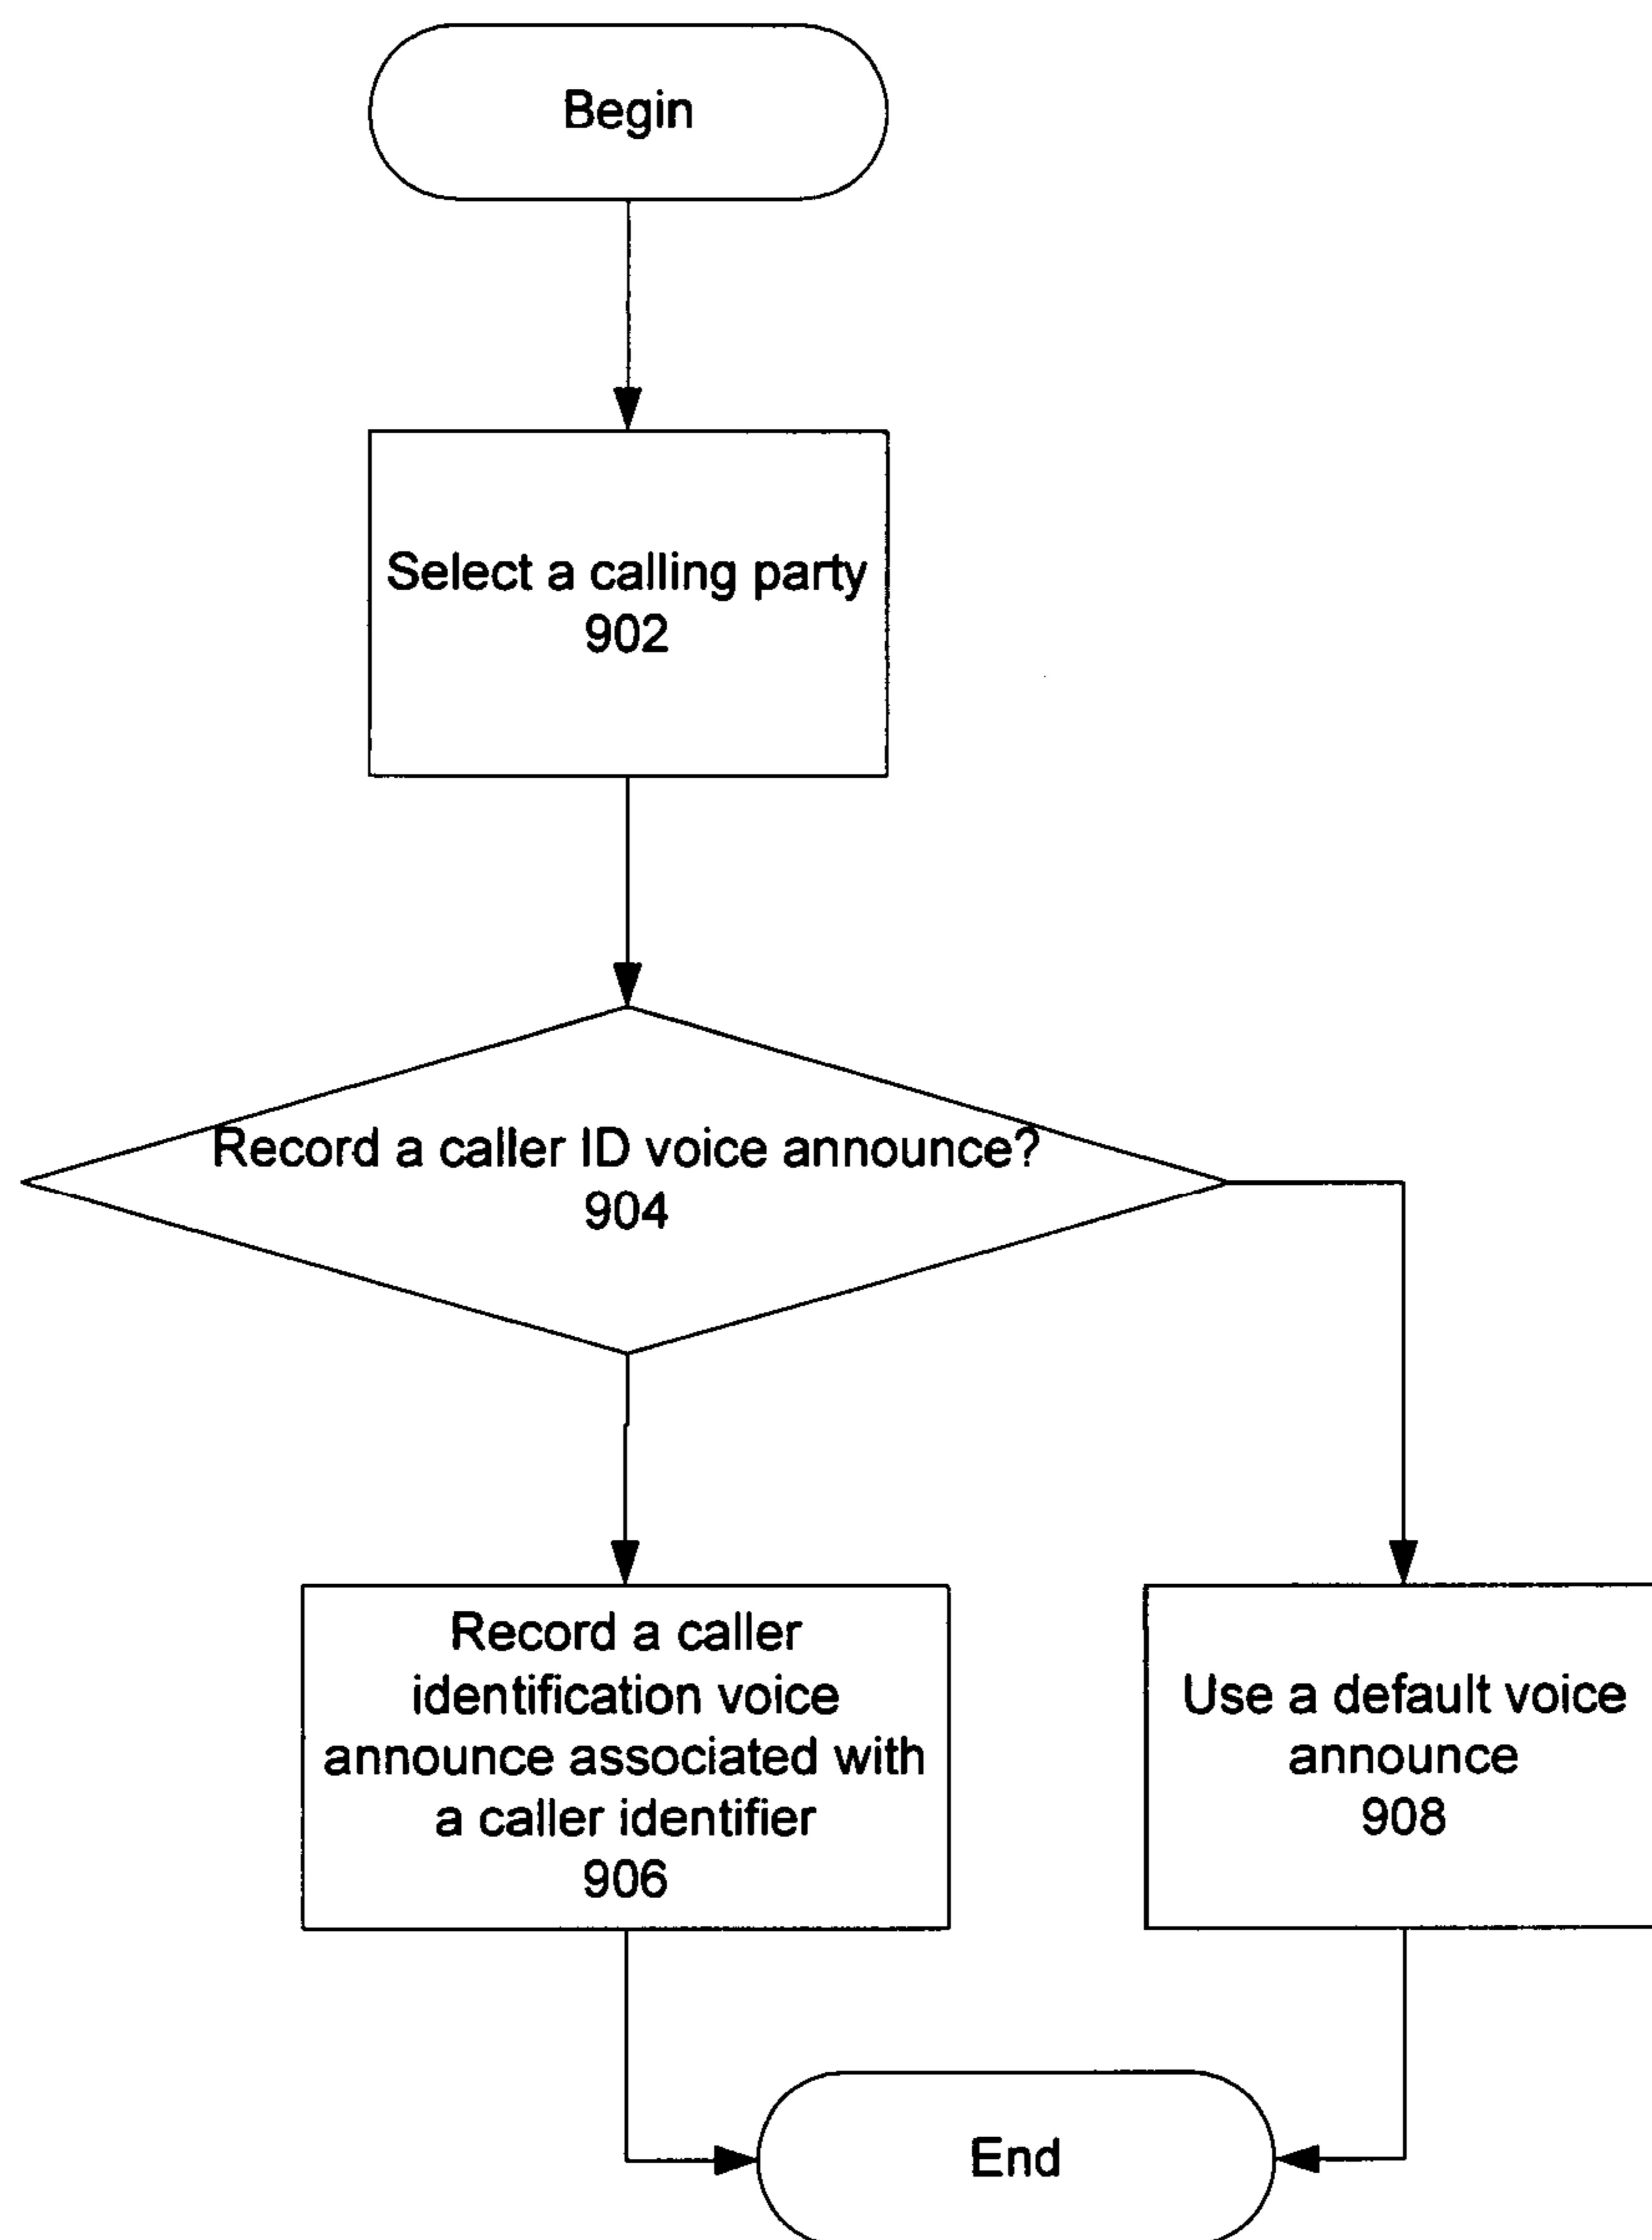 Begin
Select a calling party
902
Record a caller ID voice announce?
904
Record a caller
identification voice
announce associated with
a caller identifier
906
Use a default voice
announce
908
End